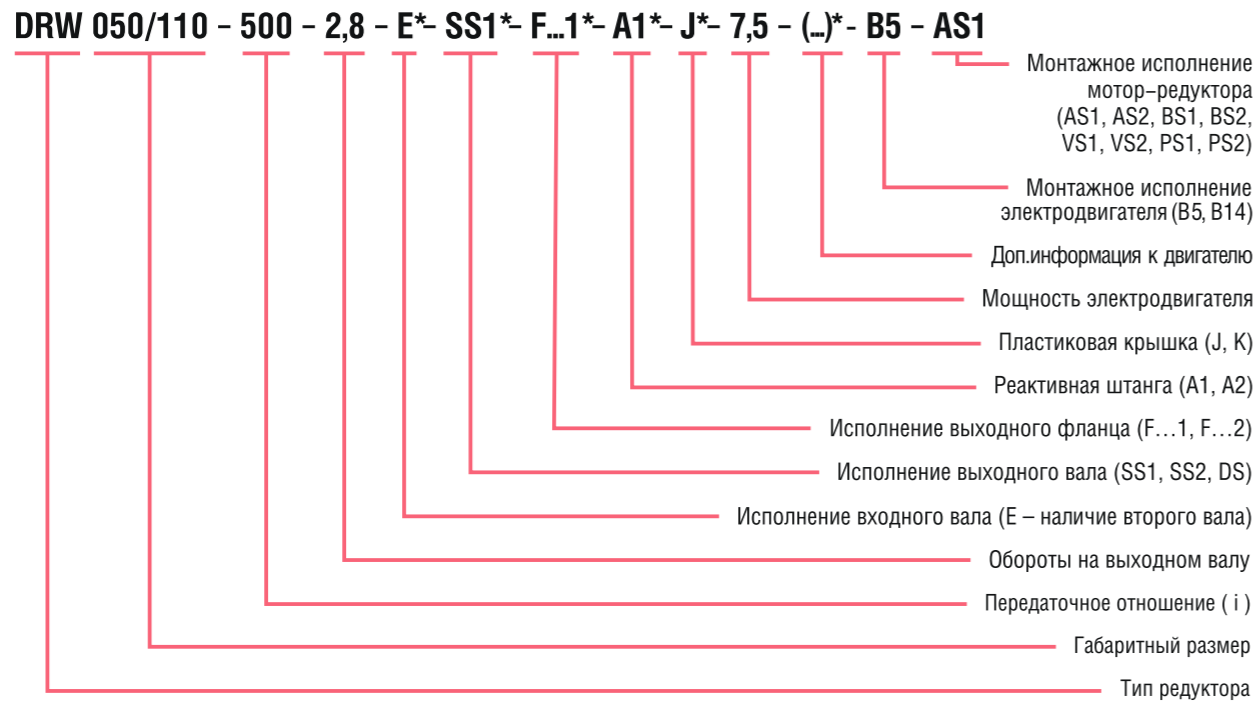 DRW 050/110 – 500 – 2,8 – E*– SS1*– F...1*– A1*– J*– 7,5 – (...)* - B5 – AS1
Монтажное исполнение
мотор–редуктора
(AS1, AS2, BS1, BS2,
VS1, VS2, PS1, PS2)
Монтажное исполнение
электродвигателя (B5, B14)
Доп.информация к двигателю
Мощность электродвигателя
Пластиковая крышка (J, K)
Реактивная штанга (A1, A2)
Исполнение выходного фланца (F...1, F...2)
Исполнение выходного вала (SS1, SS2, DS)
Исполнение входного вала (E – наличие второго вала)
Обороты на выходном валу
Передаточное отношение ( i )
Габаритный размер
Тип редуктора